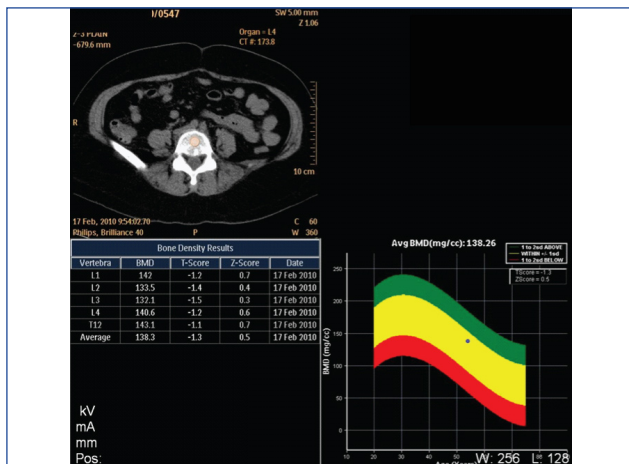 )/0547
SW 5.00 mm
Z 1.06
Z-3 PLAIN
Organ = L4
-679.6 mm
CT #: 173.8
R
10 cm
17 Feb, 2010 9:54:02.70
C 60
Philips, Brilliance 40
P
W 360
Bone Density Results
Vertebra BMD T-Score Z-Score Date
L1 142 -1.2 0.7 17 Feb 2010
L2 133.5 -1.4 0.4 17 Feb 2010
L3 132.1 -1.5 0.3 17 Feb 2010
L4 140.6 -1.2 0.6 17 Feb 2010
T12 143.1 -1.1 0.7 17 Feb 2010
Average 138.3 -1.3 0.5 17 Feb 2010
kV
mA
mm
Pos:
Avg BMD(mg/cc): 138.26
1 to 2sd ABOVE
WITHIN +/- 1sd
1 to 2sd BELOW
TScore = -1.3
ZScore = 0.5
BMD (mg/cc)
250
200
150
100
50
0
10 20 30 40 50 60
W: 256 L: 128